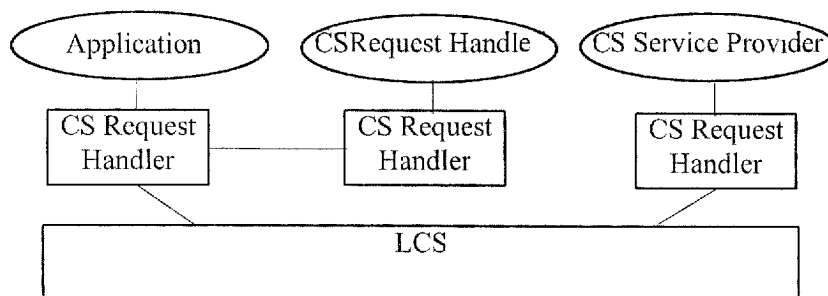 Application
CSRequest Handle
CS Service Provider
CS Request
Handler
CS Request
Handler
CS Request
Handler
LCS